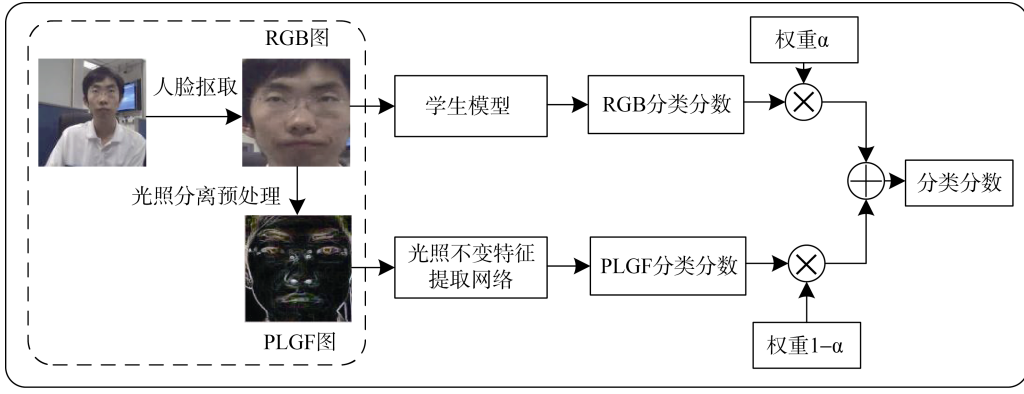 RGB图
人脸抠取
光照分离预处理
PLGF图
学生模型
RGB分类分数
权重α
光照不变特征
提取网络
PLGF分类分数
权重1−α
分类分数